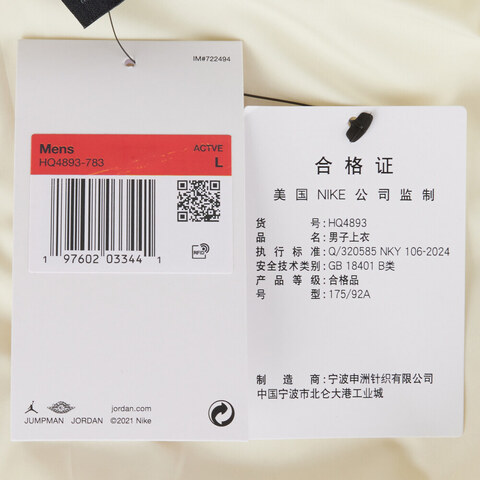 IM#722494
Mens ACTVE
HQ4893-783 L
RFID
1 97602 03344 1
JUMPMAN JORDAN
jordan.com
©2021 Nike
合格证
美国 NIKE 公司监制
货 号:HQ4893
品 名:男子上衣
执行标准:Q/320585 NKY 106-2024
安全技术类别:GB 18401 B类
产品等级:合格品
号 型:175/92A
制造商:宁波申洲针织有限公司
中国宁波市北仑大港工业城